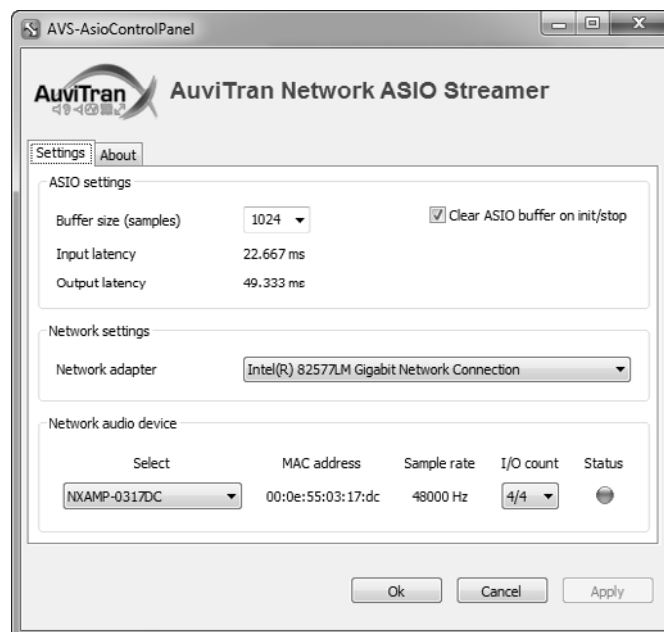 AVS-AsioControlPanel
AuviTran
AuviTran Network ASIO Streamer
Settings About
ASIO settings
Buffer size (samples) 1024 Clear ASIO buffer on init/stop
Input latency 22.667 ms
Output latency 49.333 ms
Network settings
Network adapter Intel(R) 82577LM Gigabit Network Connection
Network audio device
Select MAC address Sample rate I/O count Status
NXAMP-0317DC 00:0e:55:03:17:dc 48000 Hz 4/4
Ok Cancel Apply